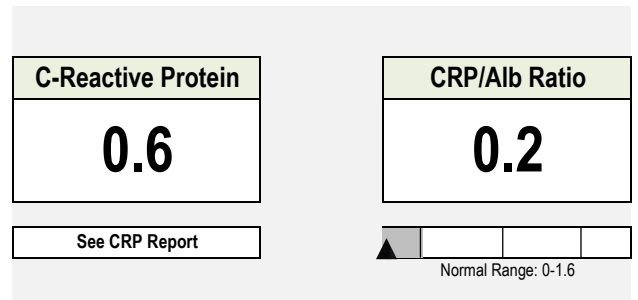 C-Reactive Protein
CRP/Alb Ratio
0.6
0.2
See CRP Report
Normal Range: 0-1.6